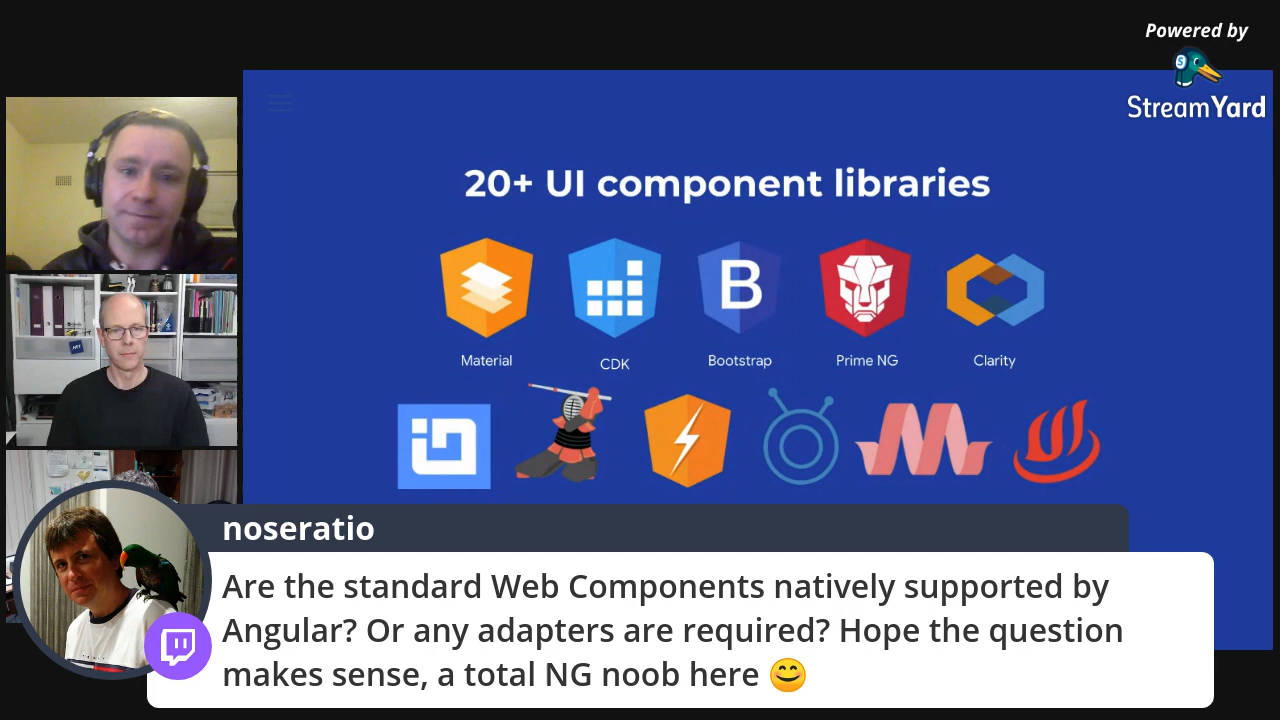 Powered by
StreamYard
20+ UI component libraries
B
Material
CDK
Bootstrap
Prime NG
Clarity
noseratio
Are the standard Web Components natively supported by
Angular? Or any adapters are required? Hope the question
makes sense, a total NG noob here 😊